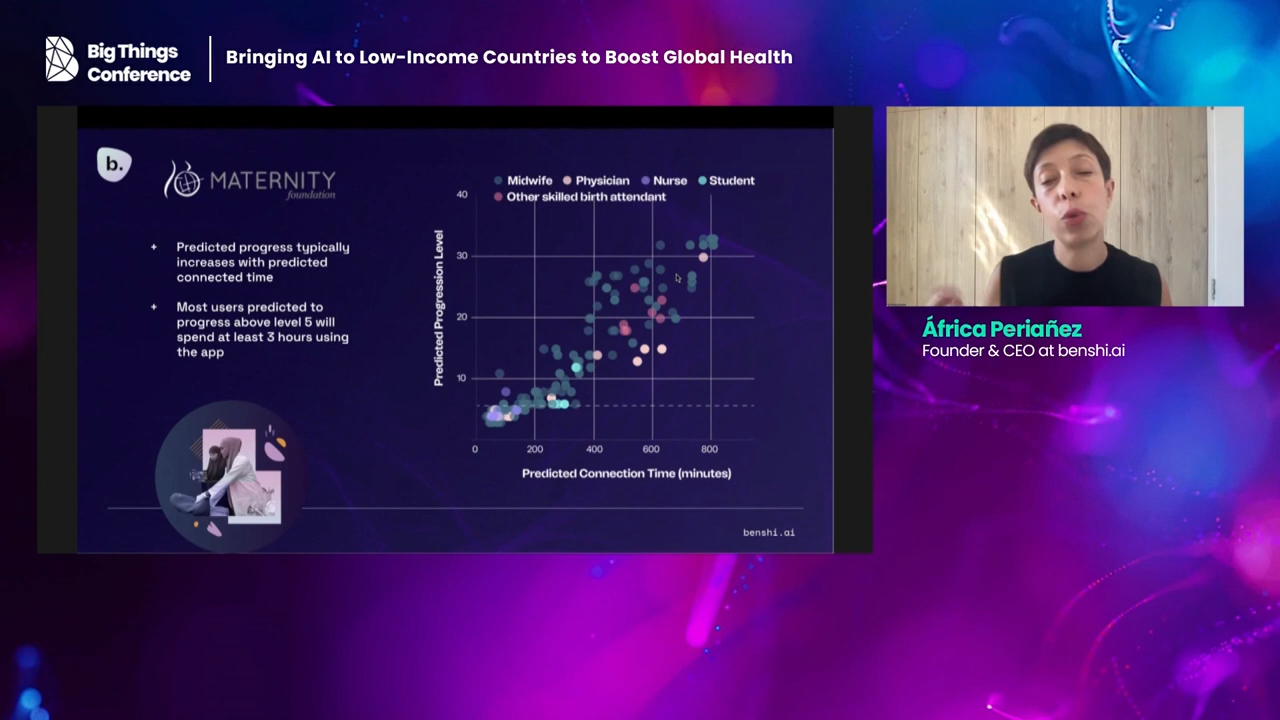 Big Things
Conference
Bringing AI to Low-Income Countries to Boost Global Health
b.
MATERNITY
foundation
+ Predicted progress typically
increases with predicted
connected time
+ Most users predicted to
progress above level 5 will
spend at least 3 hours using
the app
Midwife Physician Nurse Student
Other skilled birth attendant
Predicted Progression Level
40
30
20
10
0 200 400 600 800
Predicted Connection Time (minutes)
benshi.ai
África Periañez
Founder & CEO at benshi.ai